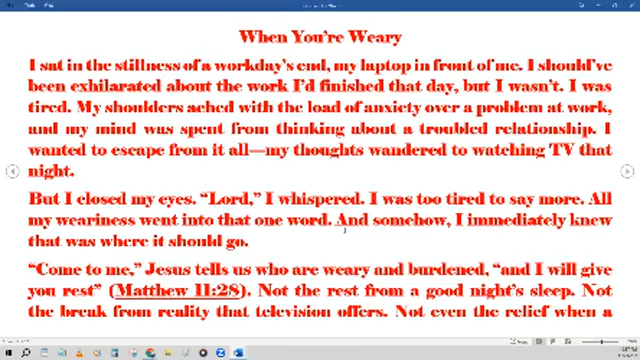 When You're Weary
I sat in the stillness of a workday's end, my laptop in front of me. I should've
been exhilarated about the work I'd finished that day, but I wasn't. I was
tired. My shoulders ached with the load of anxiety over a problem at work,
and my mind was spent from thinking about a troubled relationship. I
wanted to escape from it all—my thoughts wandered to watching TV that
night.
But I closed my eyes. “Lord,” I whispered. I was too tired to say more. All
my weariness went into that one word. And somehow, I immediately knew
that was where it should go.
“Come to me,” Jesus tells us who are weary and burdened, “and I will give
you rest” (Matthew 11:28). Not the rest from a good night's sleep. Not
the break from reality that television offers. Not even the relief when a